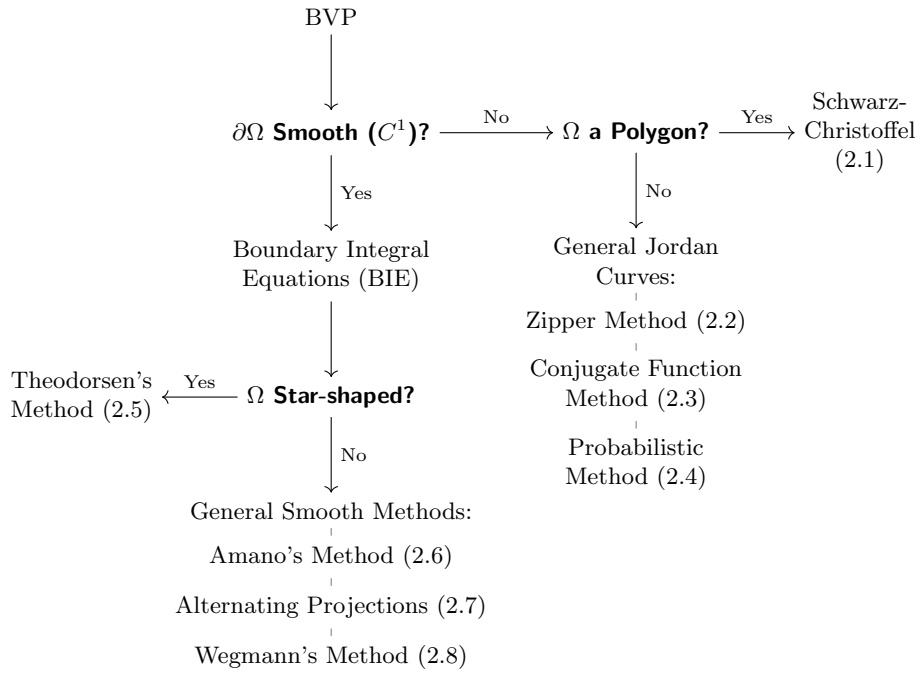 BVP
∂Ω Smooth (C¹)?
No
Ω a Polygon?
Yes
Schwarz-
Christoffel
(2.1)
Yes
No
Boundary Integral
Equations (BIE)
General Jordan
Curves:
Zipper Method (2.2)
Conjugate Function
Method (2.3)
Probabilistic
Method (2.4)
Theodorsen's
Method (2.5)
Yes
Ω Star-shaped?
No
General Smooth Methods:
Amano's Method (2.6)
Alternating Projections (2.7)
Wegmann's Method (2.8)